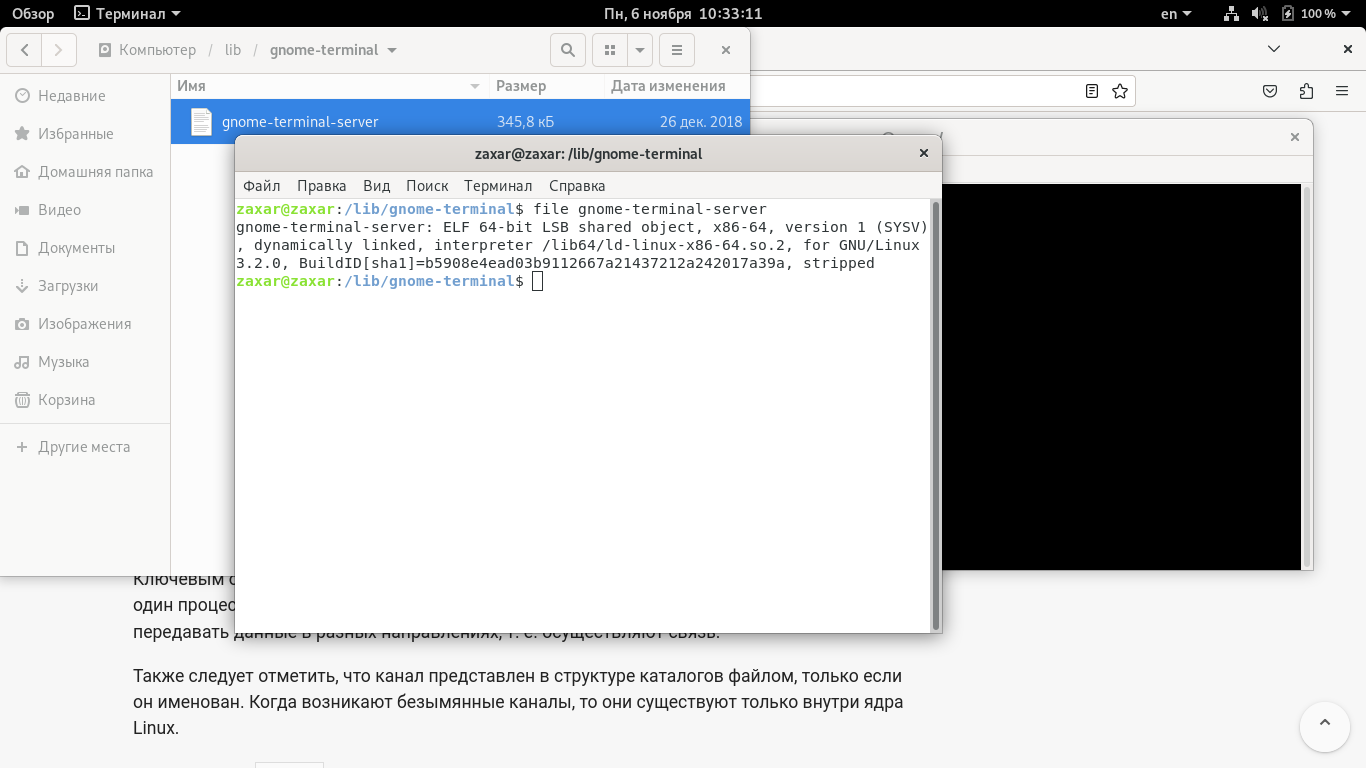 Обзор Терминал Пн, 6 ноября 10:33:11 en 100 %
Компьютер / lib / gnome-terminal
Имя Размер Дата изменения
gnome-terminal-server 345,8 кБ 26 дек. 2018
Недавние
Избранные
Домашняя папка
Видео
Документы
Загрузки
Изображения
Музыка
Корзина
Другие места
zaxar@zaxar: /lib/gnome-terminal
Файл Правка Вид Поиск Терминал Справка
zaxar@zaxar:/lib/gnome-terminal$ file gnome-terminal-server
gnome-terminal-server: ELF 64-bit LSB shared object, x86-64, version 1 (SYSV)
, dynamically linked, interpreter /lib64/ld-linux-x86-64.so.2, for GNU/Linux
3.2.0, BuildID[sha1]=b5908e4ead03b9112667a21437212a242017a39a, stripped
zaxar@zaxar:/lib/gnome-terminal$
Ключевым
один
передавать данные в разных направлениях, т. е. осуществляют связь.
Также следует отметить, что канал представлен в структуре каталогов файлом, только если
он именован. Когда возникают безымянные каналы, то они существуют только внутри ядра
Linux.